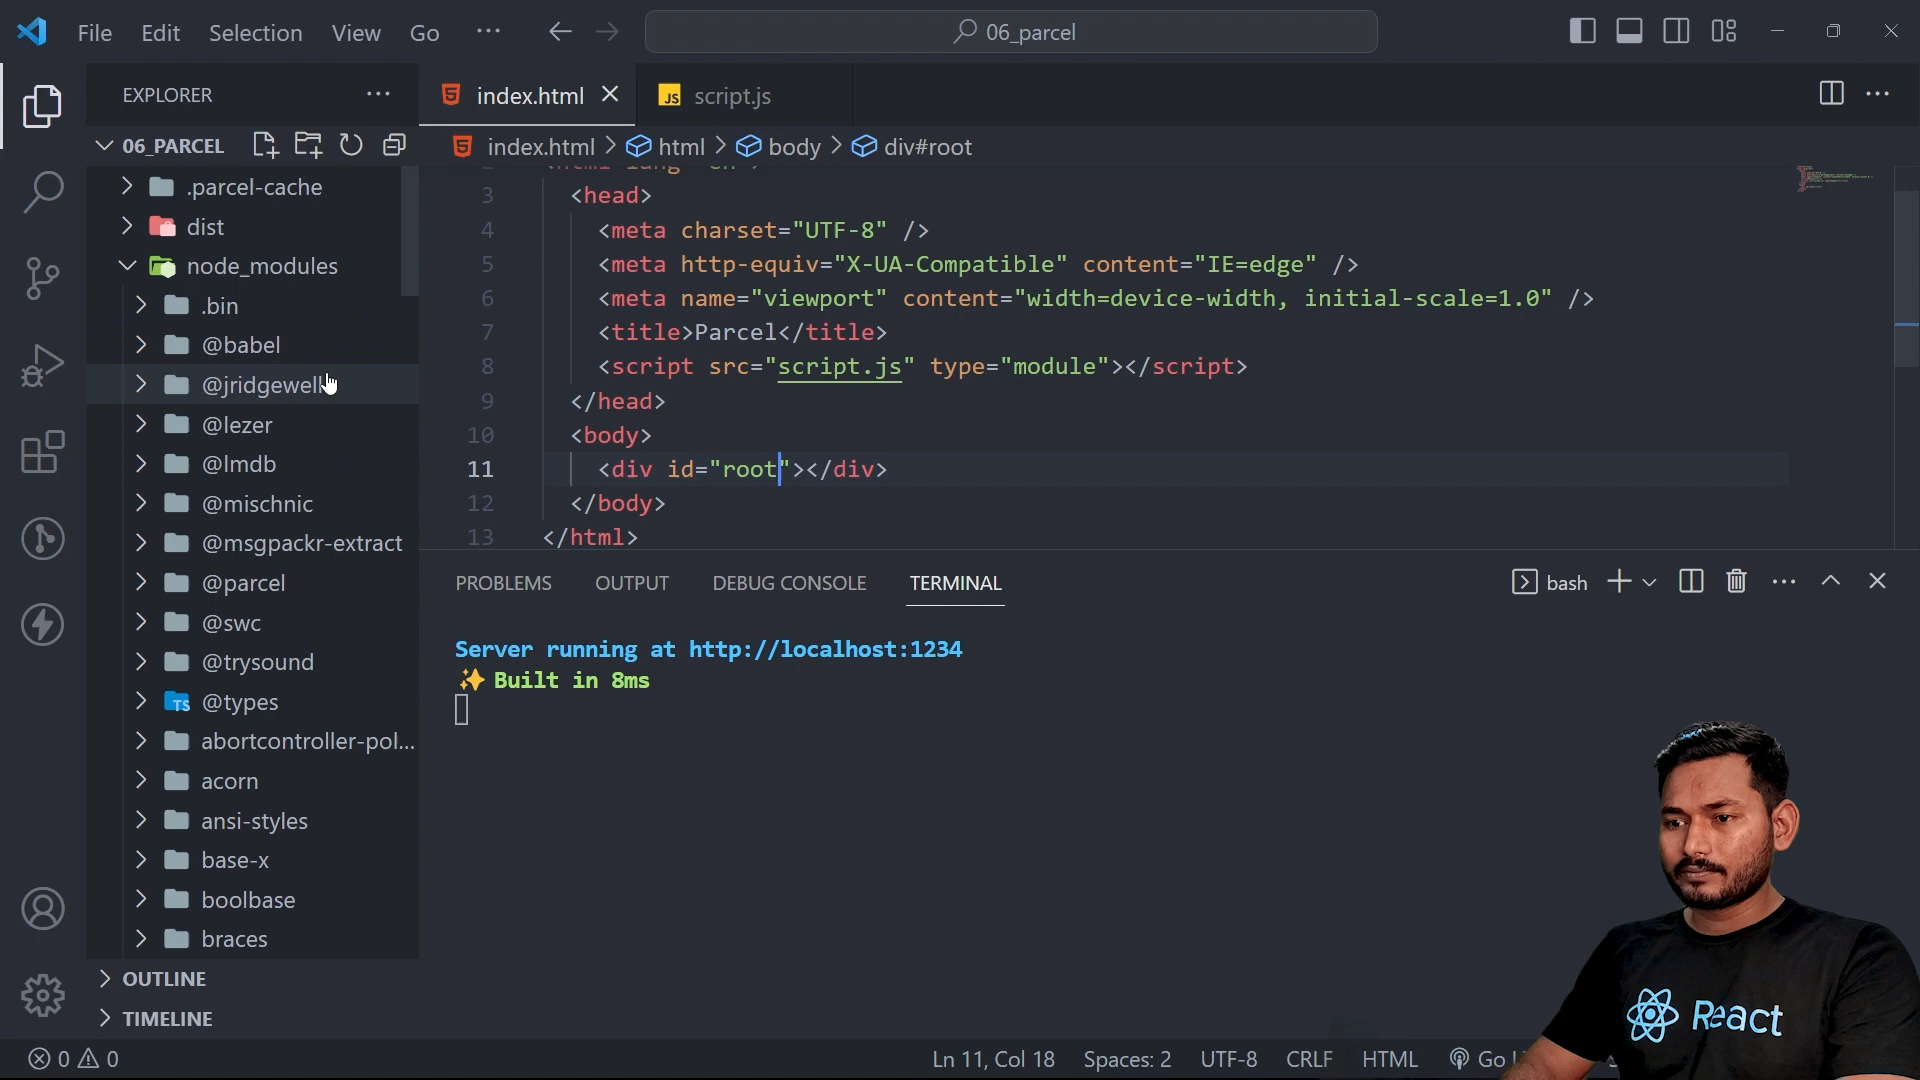 File Edit Selection View Go ··· 06_parcel
EXPLORER
06_PARCEL
.parcel-cache
dist
node_modules
.bin
@babel
@jridgewell
@lezer
@lmdb
@mischnic
@msgpackr-extract
@parcel
@swc
@trysound
@types
abortcontroller-pol...
acorn
ansi-styles
base-x
boolbase
braces
OUTLINE
TIMELINE
index.html JS script.js
index.html > html > body > div#root
3 <head>
4 <meta charset="UTF-8" />
5 <meta http-equiv="X-UA-Compatible" content="IE=edge" />
6 <meta name="viewport" content="width=device-width, initial-scale=1.0" />
7 <title>Parcel</title>
8 <script src="script.js" type="module"></script>
9 </head>
10 <body>
11 <div id="root"></div>
12 </body>
13 </html>
PROBLEMS OUTPUT DEBUG CONSOLE TERMINAL bash
Server running at http://localhost:1234
✨ Built in 8ms
React
0 0 Ln 11, Col 18 Spaces: 2 UTF-8 CRLF HTML Go